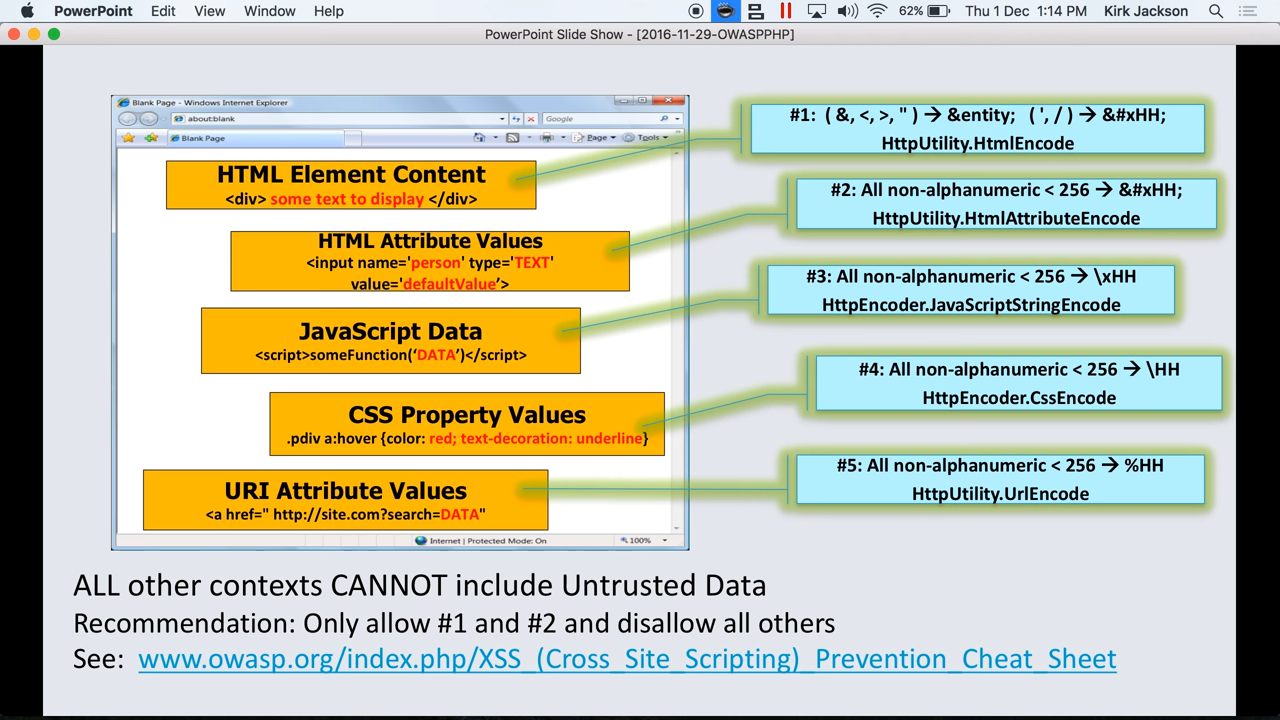 PowerPoint Edit View Window Help 62% Thu 1 Dec 1:14 PM Kirk Jackson
PowerPoint Slide Show - [2016-11-29-OWASPPHP]
Blank Page - Windows Internet Explorer
about:blank
Google
Blank Page
Page
Tools
HTML Element Content
<div> some text to display </div>
HTML Attribute Values
<input name='person' type='TEXT'
value='defaultValue’>
JavaScript Data
<script>someFunction(‘DATA’)</script>
CSS Property Values
.pdiv a:hover {color: red; text-decoration: underline}
URI Attribute Values
<a href=" http://site.com?search=DATA"
Internet | Protected Mode: On
100%
#1: ( &, <, >, " ) → &entity; ( ', / ) → &#xHH;
HttpUtility.HtmlEncode
#2: All non-alphanumeric < 256 → &#xHH;
HttpUtility.HtmlAttributeEncode
#3: All non-alphanumeric < 256 → \xHH
HttpEncoder.JavaScriptStringEncode
#4: All non-alphanumeric < 256 → \HH
HttpEncoder.CssEncode
#5: All non-alphanumeric < 256 → %HH
HttpUtility.UrlEncode
ALL other contexts CANNOT include Untrusted Data
Recommendation: Only allow #1 and #2 and disallow all others
See: www.owasp.org/index.php/XSS_(Cross_Site_Scripting)_Prevention_Cheat_Sheet